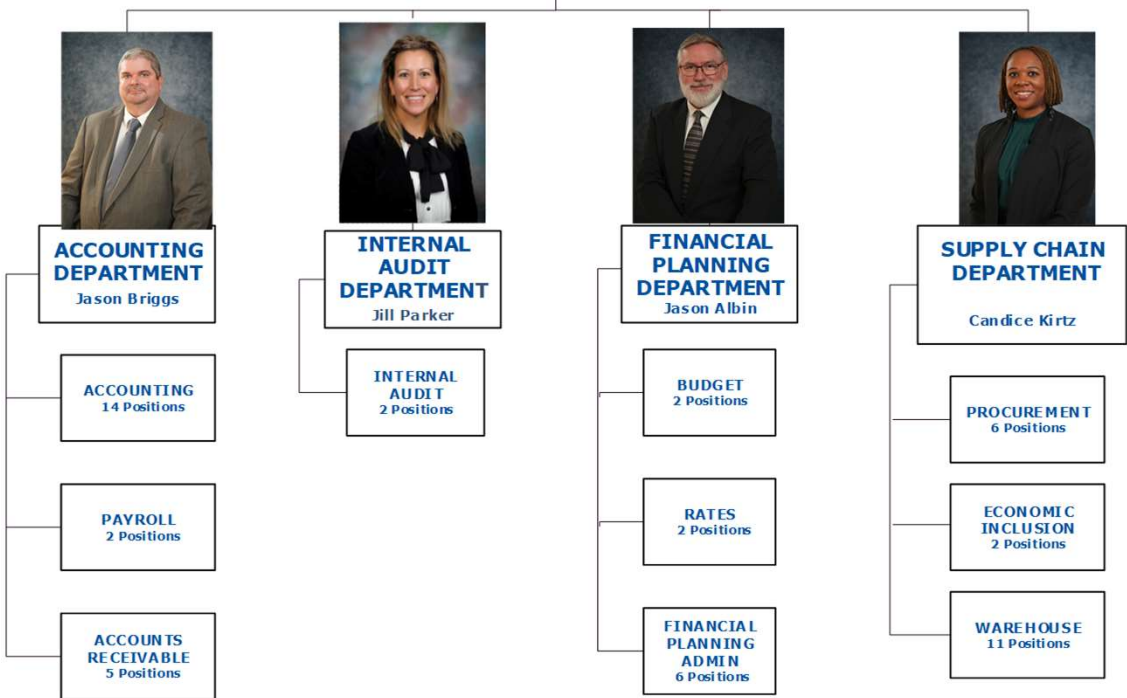 ACCOUNTING
DEPARTMENT
Jason Briggs
ACCOUNTING
14 Positions
PAYROLL
2 Positions
ACCOUNTS
RECEIVABLE
5 Positions
INTERNAL
AUDIT
DEPARTMENT
Jill Parker
INTERNAL
AUDIT
2 Positions
FINANCIAL
PLANNING
DEPARTMENT
Jason Albin
BUDGET
2 Positions
RATES
2 Positions
FINANCIAL
PLANNING
ADMIN
6 Positions
SUPPLY CHAIN
DEPARTMENT
Candice Kirtz
PROCUREMENT
6 Positions
ECONOMIC
INCLUSION
2 Positions
WAREHOUSE
11 Positions